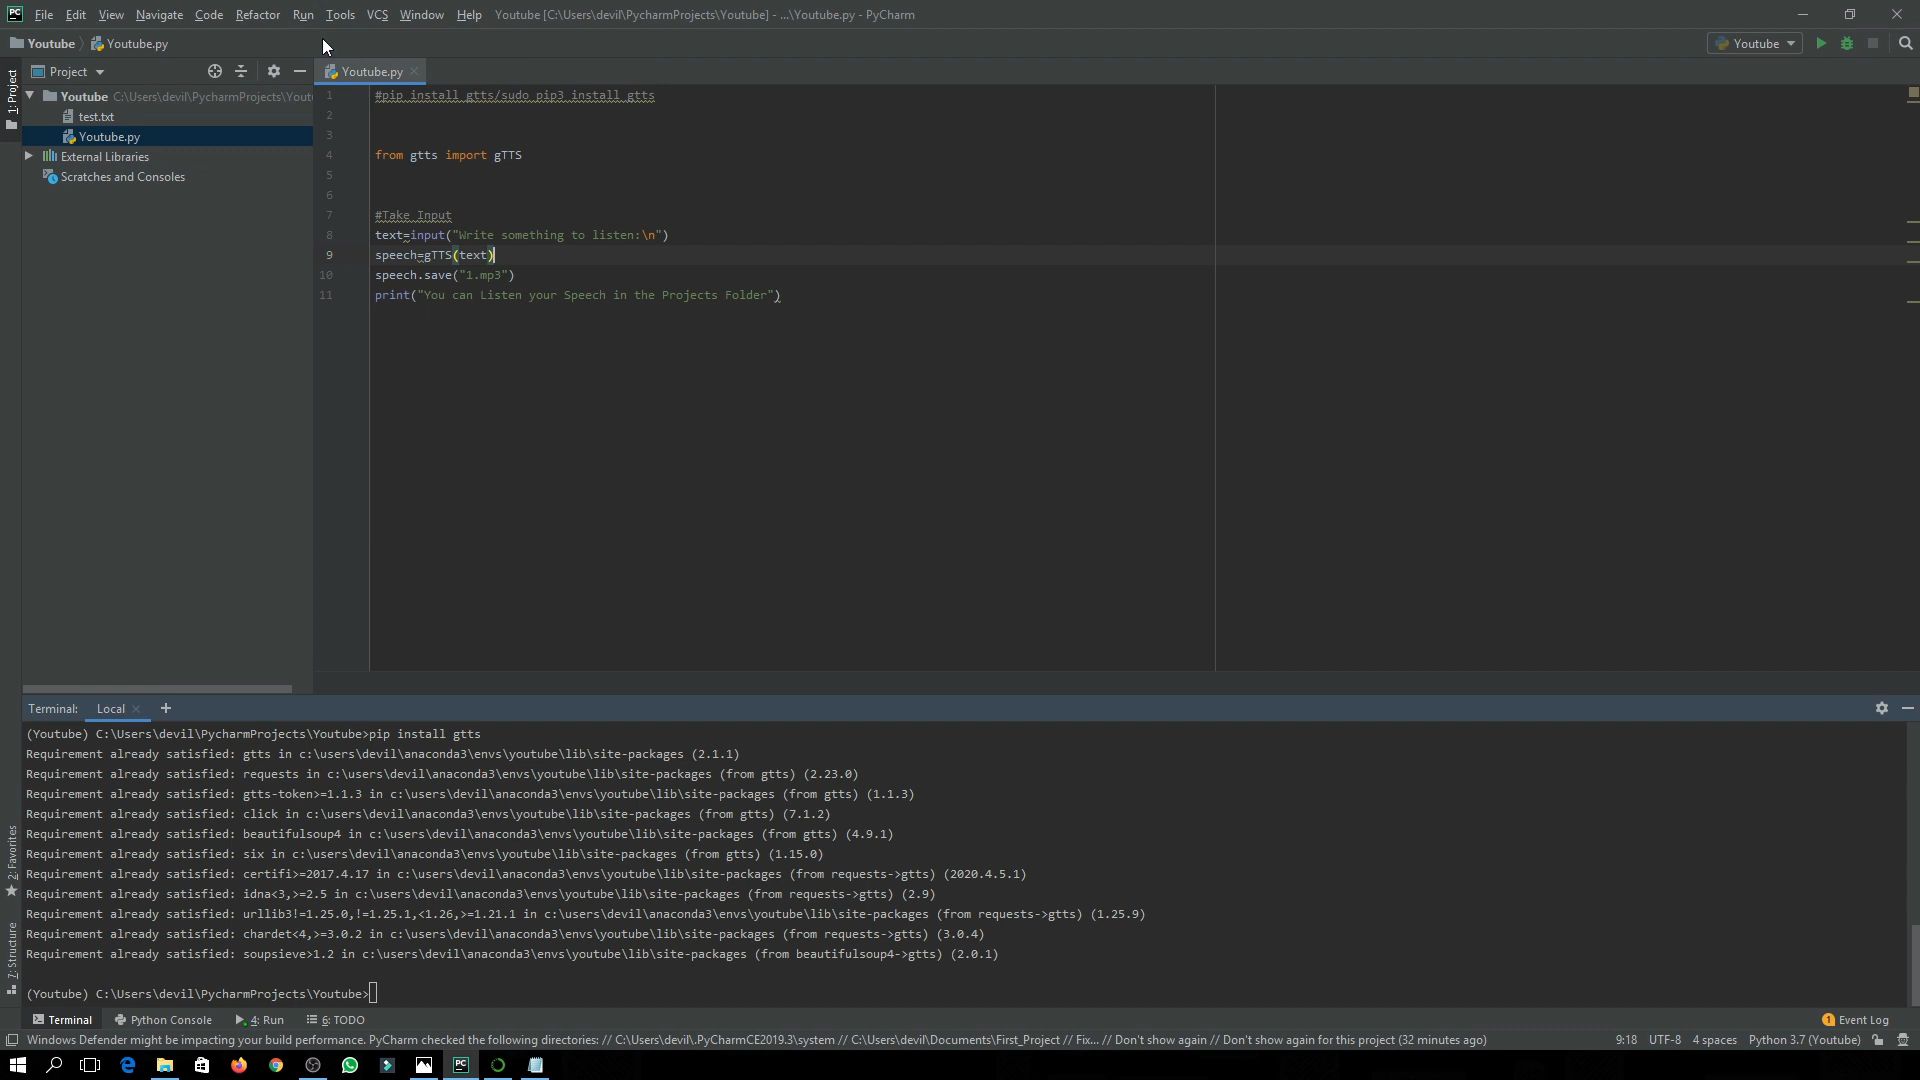 PC File Edit View Navigate Code Refactor Run Tools VCS Window Help Youtube [C:\Users\devil\PycharmProjects\Youtube] - ...\Youtube.py - PyCharm
Youtube Youtube.py Youtube
1: Project
Project
Youtube.py
Youtube C:\Users\devil\PycharmProjects\Yout
test.txt
Youtube.py
External Libraries
Scratches and Consoles
1 #pip install gtts/sudo pip3 install gtts
2
3
4 from gtts import gTTS
5
6
7 #Take Input
8 text=input("Write something to listen:\n")
9 speech=gTTS(text)
10 speech.save("1.mp3")
11 print("You can Listen your Speech in the Projects Folder")
Terminal: Local
(Youtube) C:\Users\devil\PycharmProjects\Youtube>pip install gtts
Requirement already satisfied: gtts in c:\users\devil\anaconda3\envs\youtube\lib\site-packages (2.1.1)
Requirement already satisfied: requests in c:\users\devil\anaconda3\envs\youtube\lib\site-packages (from gtts) (2.23.0)
Requirement already satisfied: gtts-token>=1.1.3 in c:\users\devil\anaconda3\envs\youtube\lib\site-packages (from gtts) (1.1.3)
Requirement already satisfied: click in c:\users\devil\anaconda3\envs\youtube\lib\site-packages (from gtts) (7.1.2)
Requirement already satisfied: beautifulsoup4 in c:\users\devil\anaconda3\envs\youtube\lib\site-packages (from gtts) (4.9.1)
Requirement already satisfied: six in c:\users\devil\anaconda3\envs\youtube\lib\site-packages (from gtts) (1.15.0)
Requirement already satisfied: certifi>=2017.4.17 in c:\users\devil\anaconda3\envs\youtube\lib\site-packages (from requests->gtts) (2020.4.5.1)
Requirement already satisfied: idna<3,>=2.5 in c:\users\devil\anaconda3\envs\youtube\lib\site-packages (from requests->gtts) (2.9)
Requirement already satisfied: urllib3!=1.25.0,!=1.25.1,<1.26,>=1.21.1 in c:\users\devil\anaconda3\envs\youtube\lib\site-packages (from requests->gtts) (1.25.9)
Requirement already satisfied: chardet<4,>=3.0.2 in c:\users\devil\anaconda3\envs\youtube\lib\site-packages (from requests->gtts) (3.0.4)
Requirement already satisfied: soupsieve>1.2 in c:\users\devil\anaconda3\envs\youtube\lib\site-packages (from beautifulsoup4->gtts) (2.0.1)
(Youtube) C:\Users\devil\PycharmProjects\Youtube>
2: Favorites
7: Structure
Terminal Python Console 4: Run 6: TODO 1 Event Log
Windows Defender might be impacting your build performance. PyCharm checked the following directories: // C:\Users\devil\.PyCharmCE2019.3\system // C:\Users\devil\Documents\First_Project // Fix... // Don't show again // Don't show again for this project (32 minutes ago) 9:18 UTF-8 4 spaces Python 3.7 (Youtube)
PC